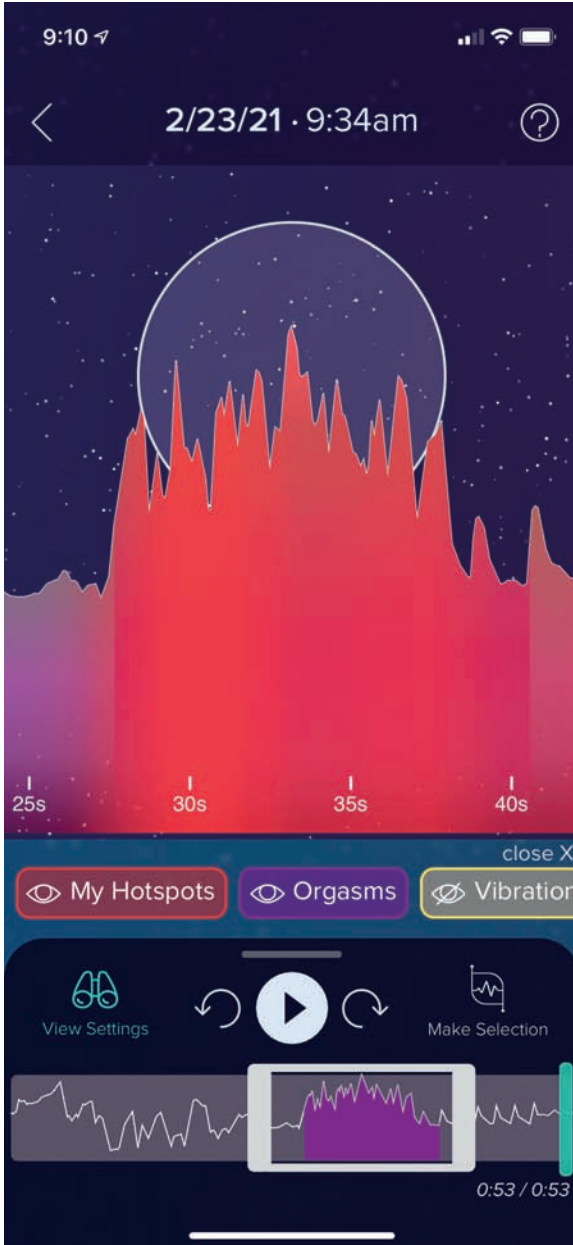 9:10
2/23/21 · 9:34am
25s 30s 35s 40s
close X
My Hotspots Orgasms Vibration
View Settings Make Selection
0:53 / 0:53